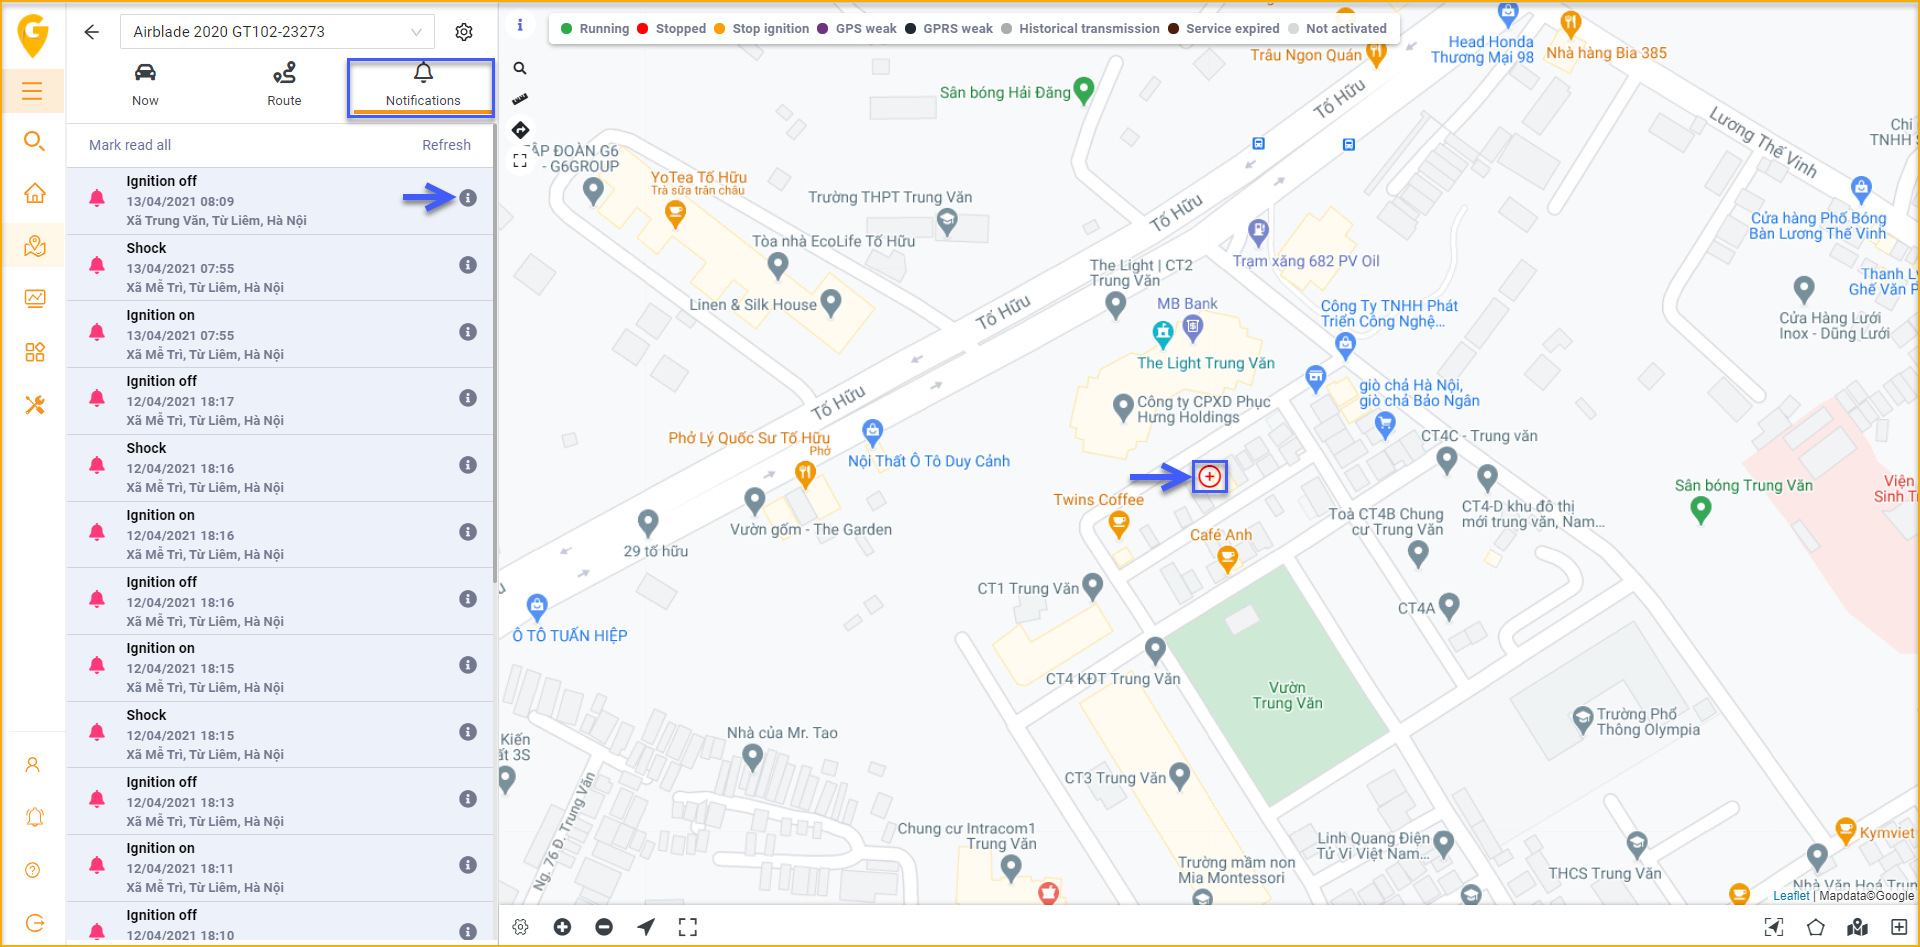 Airblade 2020 GT102-23273
Now
Route
Notifications
Mark read all
Refresh
Ignition off
13/04/2021 08:09
Xã Trung Văn, Từ Liêm, Hà Nội
Shock
13/04/2021 07:55
Xã Mễ Trì, Từ Liêm, Hà Nội
Ignition on
13/04/2021 07:55
Xã Mễ Trì, Từ Liêm, Hà Nội
Ignition off
12/04/2021 18:17
Xã Mễ Trì, Từ Liêm, Hà Nội
Shock
12/04/2021 18:16
Xã Mễ Trì, Từ Liêm, Hà Nội
Ignition on
12/04/2021 18:16
Xã Mễ Trì, Từ Liêm, Hà Nội
Ignition off
12/04/2021 18:16
Xã Mễ Trì, Từ Liêm, Hà Nội
Ignition on
12/04/2021 18:15
Xã Mễ Trì, Từ Liêm, Hà Nội
Shock
12/04/2021 18:15
Xã Mễ Trì, Từ Liêm, Hà Nội
Ignition off
12/04/2021 18:13
Xã Mễ Trì, Từ Liêm, Hà Nội
Ignition on
12/04/2021 18:11
Xã Mễ Trì, Từ Liêm, Hà Nội
Ignition off
12/04/2021 18:10
Running
Stopped
Stop ignition
GPS weak
GPRS weak
Historical transmission
Service expired
Not activated
Trâu Ngon Quán
Head Honda
Thương Mại 98
Nhà hàng Bia 385
Sân bóng Hải Đăng
Tố Hữu
Lương Thế Vinh
Chi
TNHH S
TẬP ĐOÀN G6
- G6GROUP
YoTea Tố Hữu
Trà sữa trân châu
Trường THPT Trung Văn
Tố Hữu
Cửa hàng Phố Bóng
Bàn Lương Thế Vinh
Tòa nhà EcoLife Tố Hữu
Trạm xăng 682 PV Oil
The Light | CT2
Trung Văn
Thanh Lý
Ghế Văn P
Linen & Silk House
Tố Hữu
MB Bank
Công Ty TNHH Phát
Triển Công Nghệ...
Cửa Hàng Lưới
Inox - Dũng Lưới
The Light Trung Văn
Tố Hữu
Công ty CPXD Phục
Hưng Holdings
giò chả Hà Nội,
giò chả Bảo Ngân
Phở Lý Quốc Sư Tố Hữu
Phở
Nội Thất Ô Tô Duy Cảnh
CT4C - Trung văn
Sân bóng Trung Văn
Viện
Sinh T
Twins Coffee
Vườn gốm - The Garden
Café Anh
Toà CT4B Chung
cư Trung Văn
CT4-D khu đô thị
mới trung văn, Nam...
29 tố hữu
CT1 Trung Văn
CT4A
Ô TÔ TUẤN HIỆP
CT4 KĐT Trung Văn
Vườn
Trung Văn
Trường Phổ
Thông Olympia
Kiến
ất 3S
Nhà của Mr. Tao
CT3 Trung Văn
Ng. 76 Đ. Trung Văn
Chung cư Intracom1
Trung Văn
Linh Quang Điện
Tử Vi Việt Nam...
Kymviet
Trường mầm non
Mia Montessori
THCS Trung Văn
Nhà Văn Hoá Trun
Leaflet | Mapdata©Google